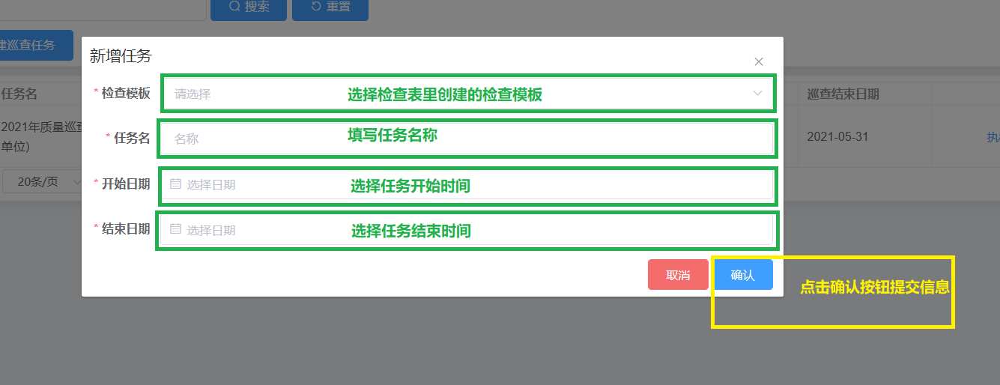 搜索
重置
建巡查任务
新增任务
* 检查模板
请选择
选择检查表里创建的检查模板
任务名
巡查结束日期
* 任务名
名称
填写任务名称
2021年质量巡查
单位)
2021-05-31
20条/页
* 开始日期
选择日期
选择任务开始时间
* 结束日期
选择日期
选择任务结束时间
取消
确认
点击确认按钮提交信息